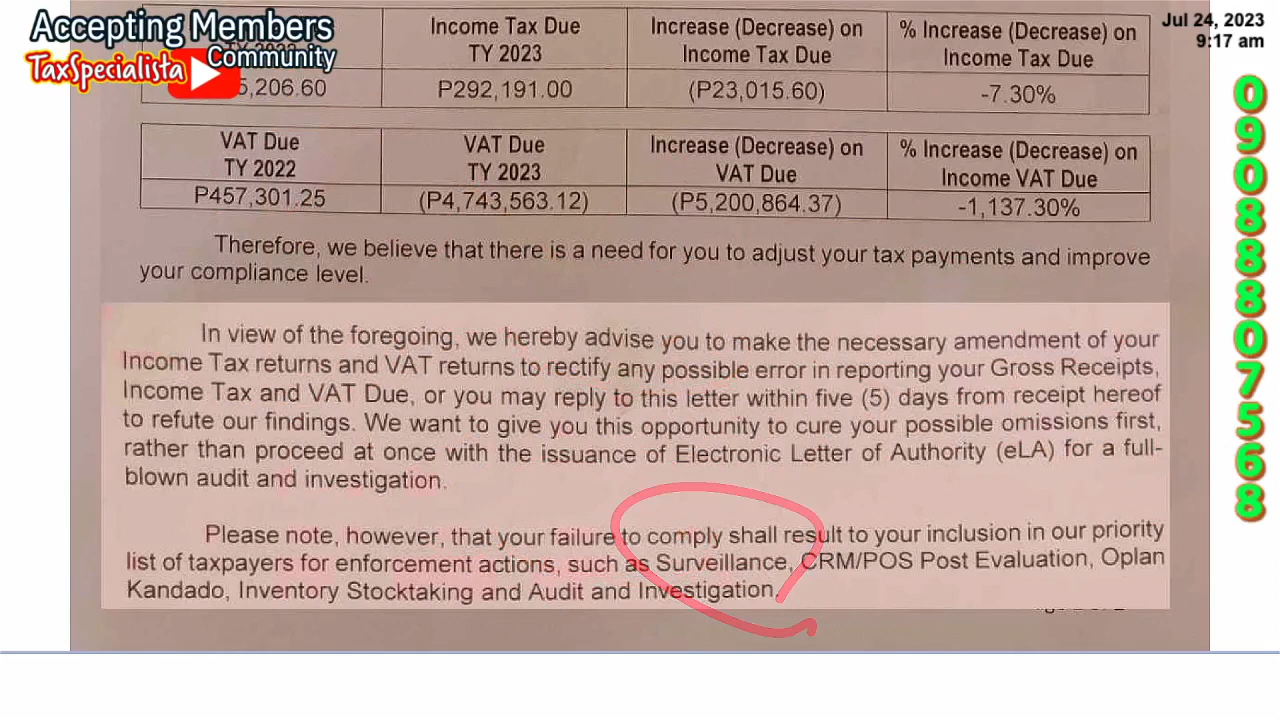 Accepting Members
Community
TaxSpecialista
Jul 24, 2023
9:17 am
09088807568
Income Tax Due
TY 2023
Increase (Decrease) on
Income Tax Due
% Increase (Decrease) on
Income Tax Due
5,206.60
P292,191.00
(P23,015.60)
-7.30%
VAT Due
TY 2022
VAT Due
TY 2023
Increase (Decrease) on
VAT Due
% Increase (Decrease) on
Income VAT Due
P457,301.25
(P4,743,563.12)
(P5,200,864.37)
-1,137.30%
Therefore, we believe that there is a need for you to adjust your tax payments and improve
your compliance level.
In view of the foregoing, we hereby advise you to make the necessary amendment of your
Income Tax returns and VAT returns to rectify any possible error in reporting your Gross Receipts,
Income Tax and VAT Due, or you may reply to this letter within five (5) days from receipt hereof
to refute our findings. We want to give you this opportunity to cure your possible omissions first,
rather than proceed at once with the issuance of Electronic Letter of Authority (eLA) for a full-
blown audit and investigation.
Please note, however, that your failure to comply shall result to your inclusion in our priority
list of taxpayers for enforcement actions, such as Surveillance, CRM/POS Post Evaluation, Oplan
Kandado, Inventory Stocktaking and Audit and Investigation.